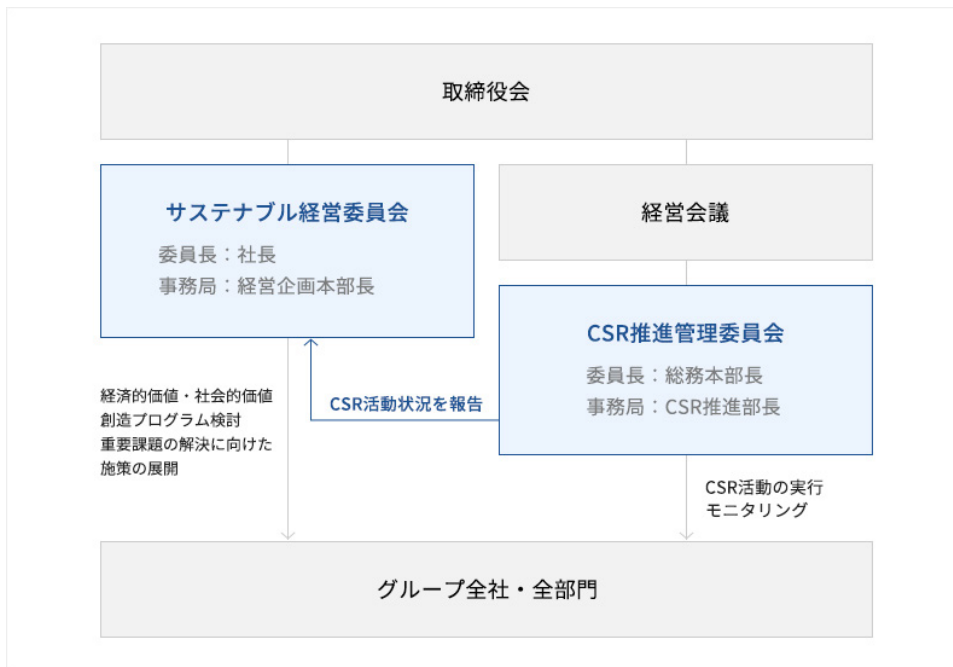 取締役会
サステナブル経営委員会
委員長：社長
事務局：経営企画本部長
経営会議
CSR推進管理委員会
委員長：総務本部長
事務局：CSR推進部長
CSR活動状況を報告
経済的価値・社会的価値
創造プログラム検討
重要課題の解決に向けた
施策の展開
CSR活動の実行
モニタリング
グループ全社・全部門